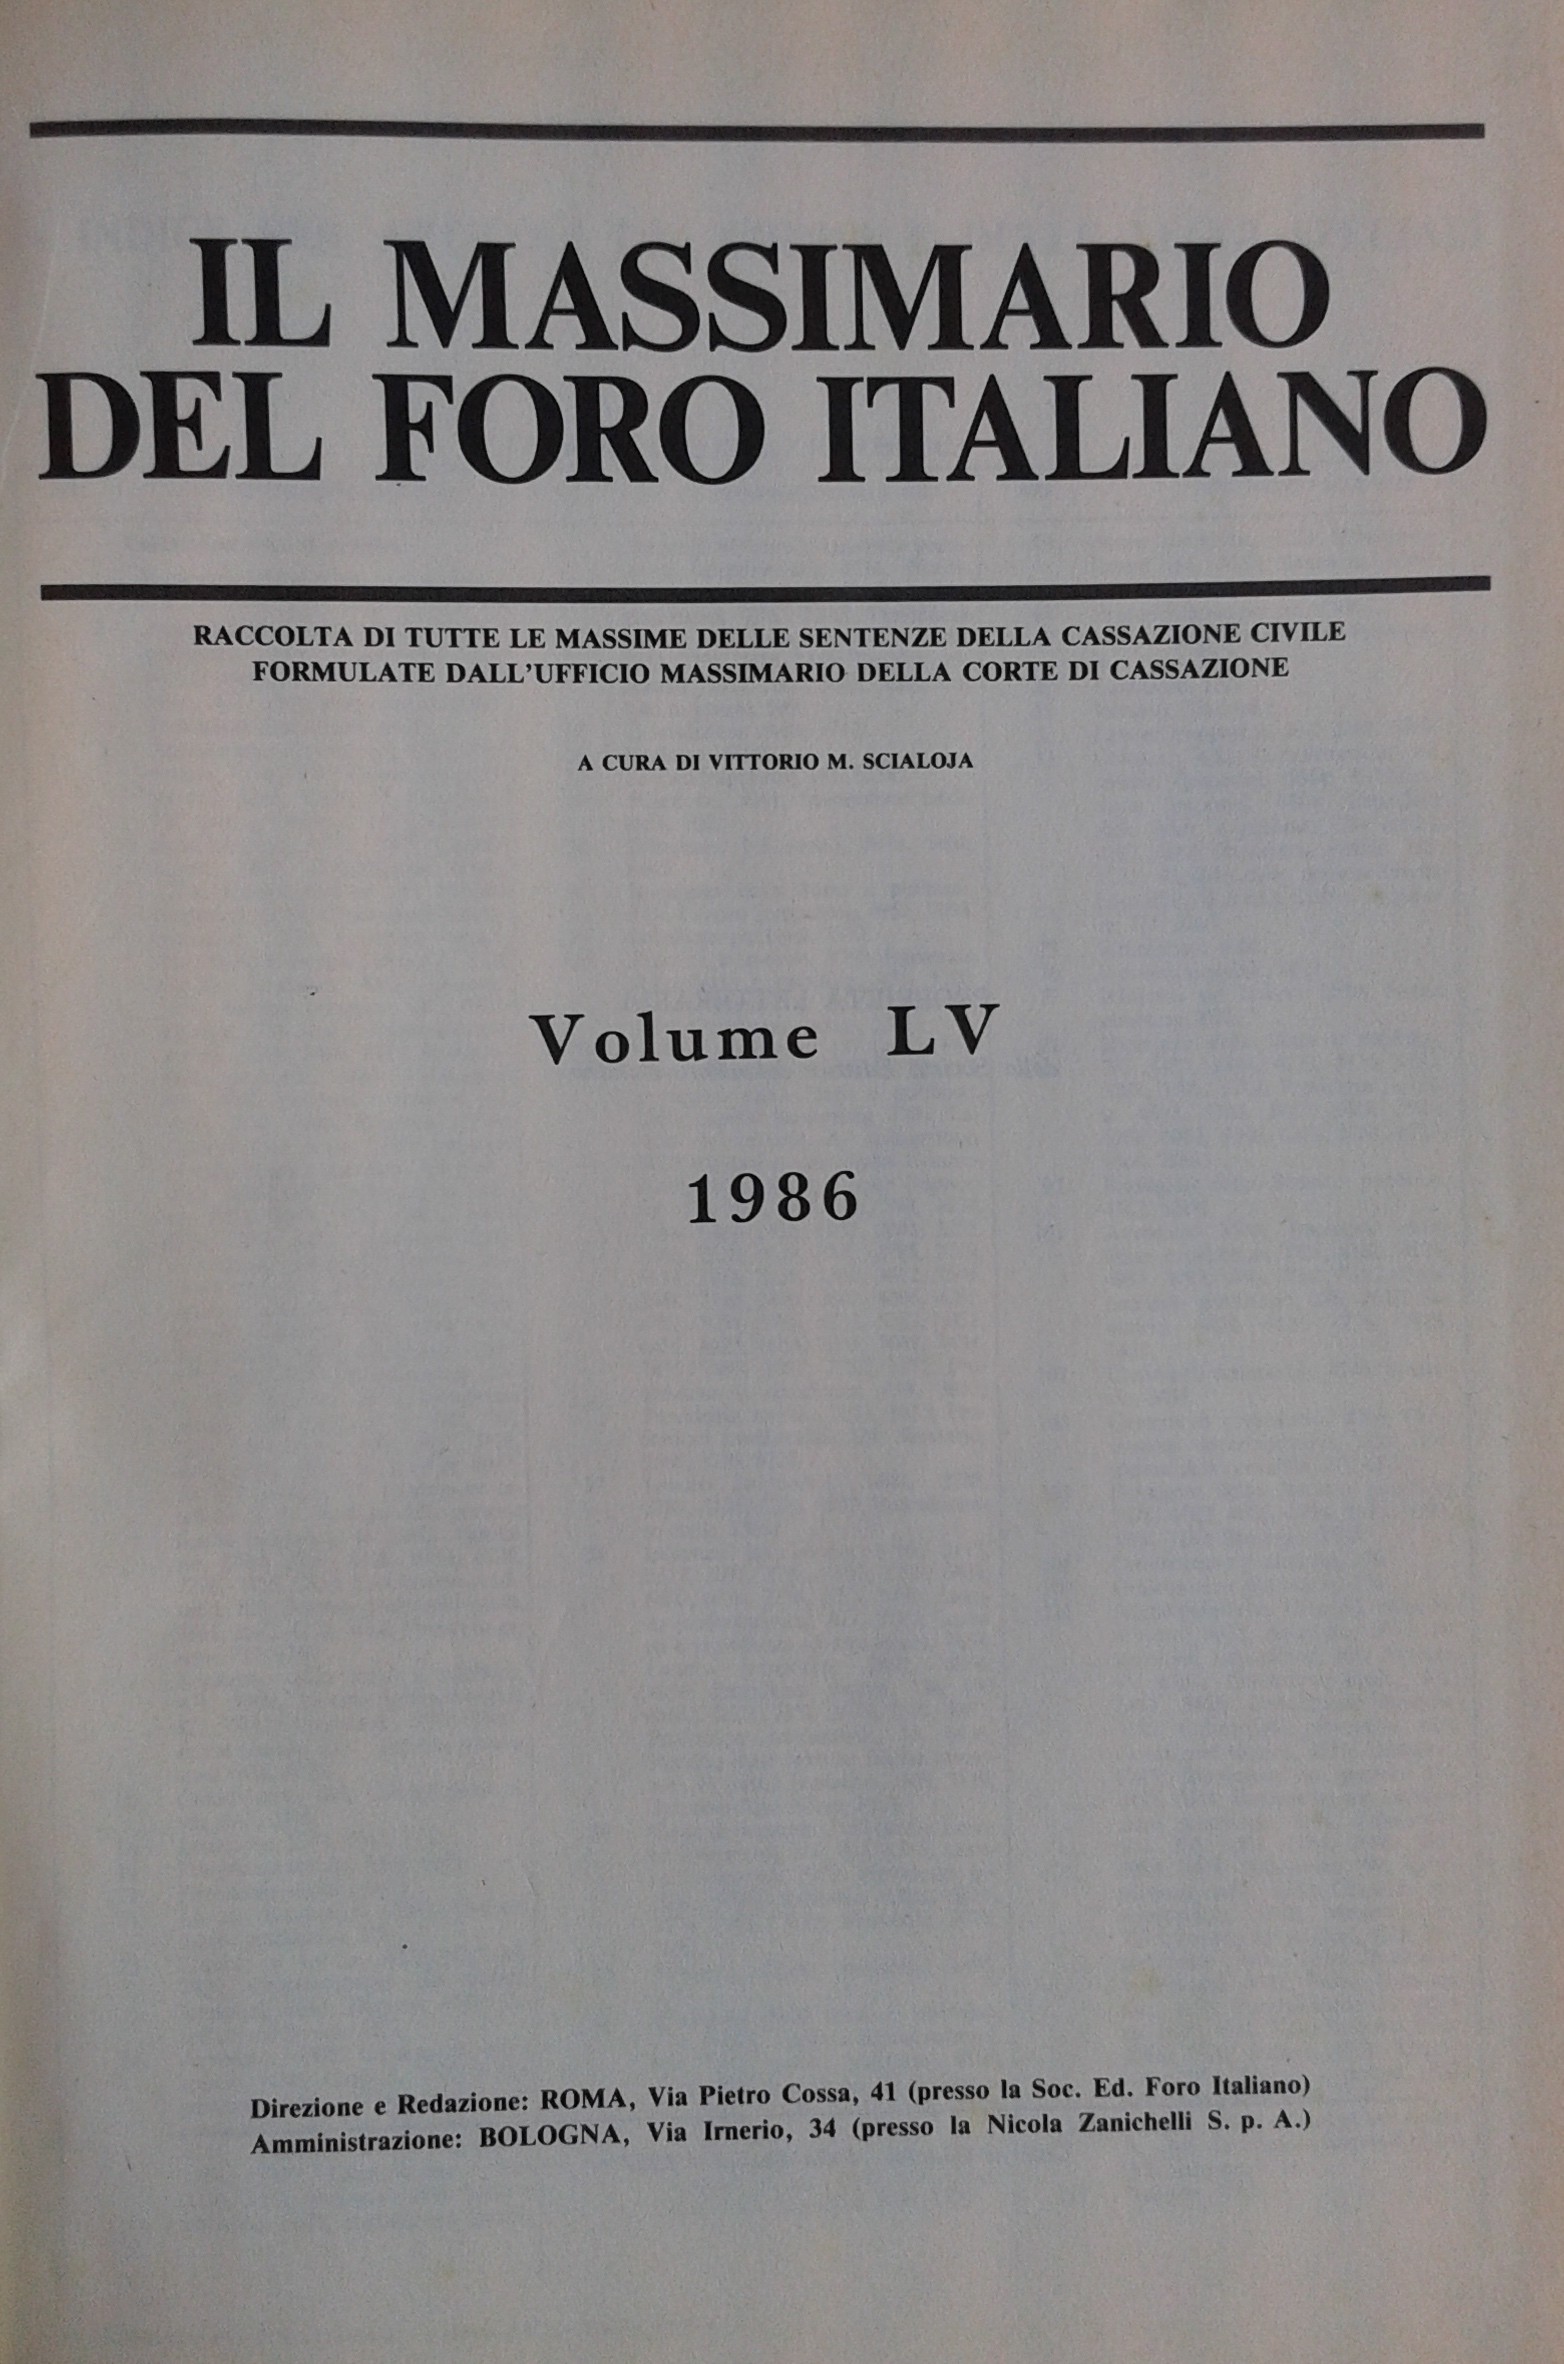 IL MASSIMARIO
DEL FORO ITALIANO
RACCOLTA DI TUTTE LE MASSIME DELLE SENTENZE DELLA CASSAZIONE CIVILE
FORMULATE DALL'UFFICIO MASSIMARIO DELLA CORTE DI CASSAZIONE
A CURA DI VITTORIO M. SCIALOJA
Volume LV
1986
Direzione e Redazione: ROMA, Via Pietro Cossa, 41 (presso la Soc. Ed. Foro Italiano)
Amministrazione: BOLOGNA, Via Irnerio, 34 (presso la Nicola Zanichelli S. p. A.)